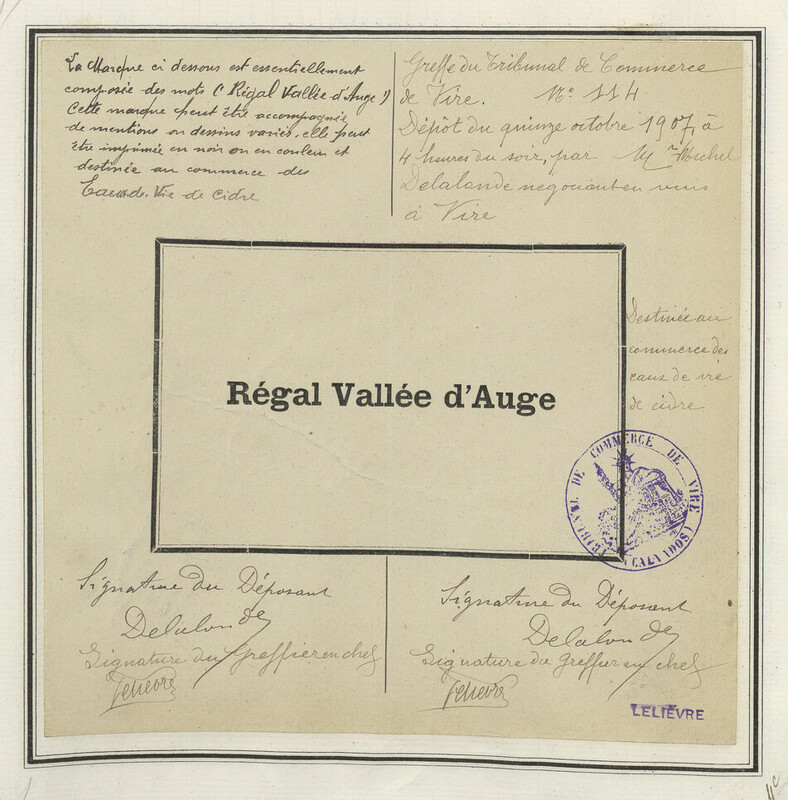 La Marque ci dessous est essentiellement
composée des mots (Régal Vallée d'Auge)
Cette marque peut être accompagnée
de mentions ou dessins variés, elle peut
être imprimée en noir ou en couleur et
destinée au commerce des
Eaux de Vie de Cidre
Greffe du Tribunal de Commerce
de Vire. No 114
Dépôt du quinze octobre 1907, à
4 heures du soir, par Mr Michel
Delalande negociant en vins
à Vire
Régal Vallée d'Auge
Destinée au
commerce des
eaux de vie
de cidre
TRIBUNAL DE COMMERCE DE VIRE (CALVADOS)
Signature du Déposant
Delalande
Signature du Greffier en chef
Lelièvre
Signature du Déposant
Delalande
Signature du Greffier en chef
Lelièvre
LELIÈVRE